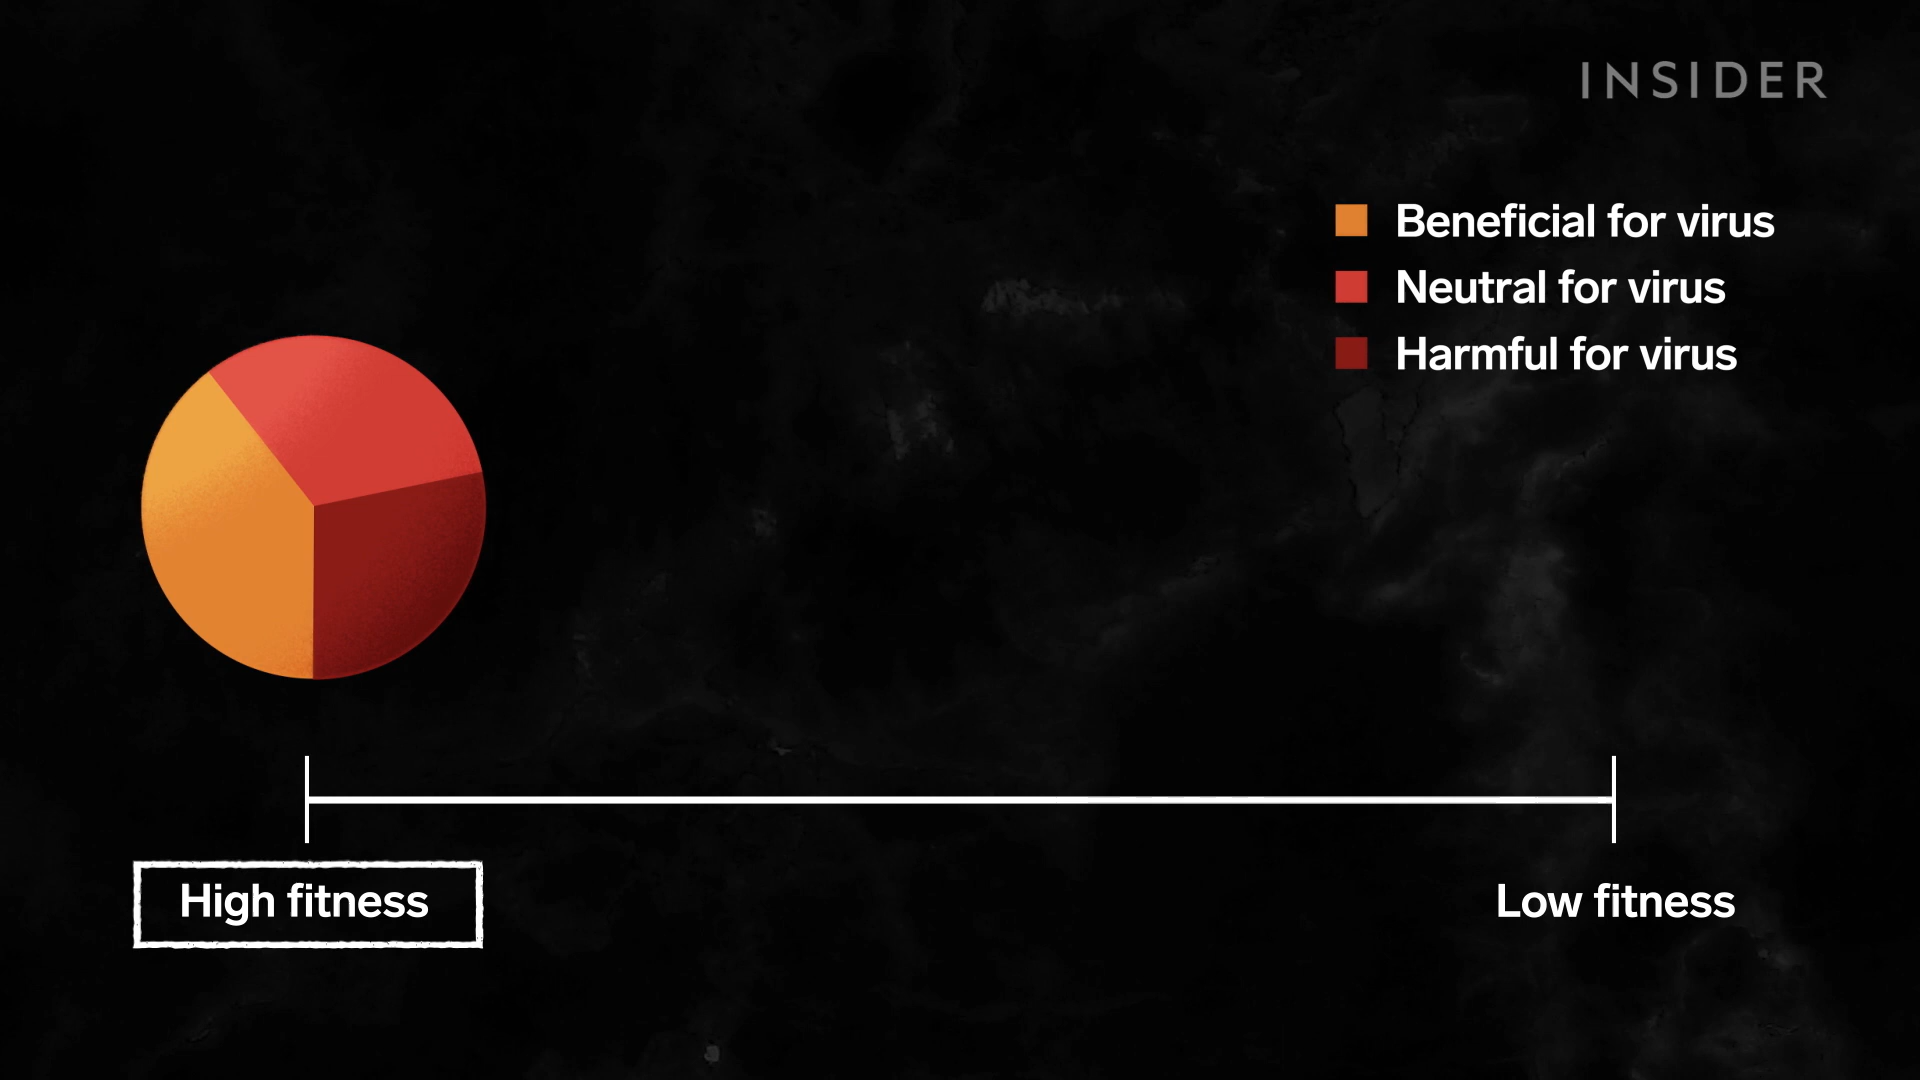 INSIDER
Beneficial for virus
Neutral for virus
Harmful for virus
High fitness
Low fitness